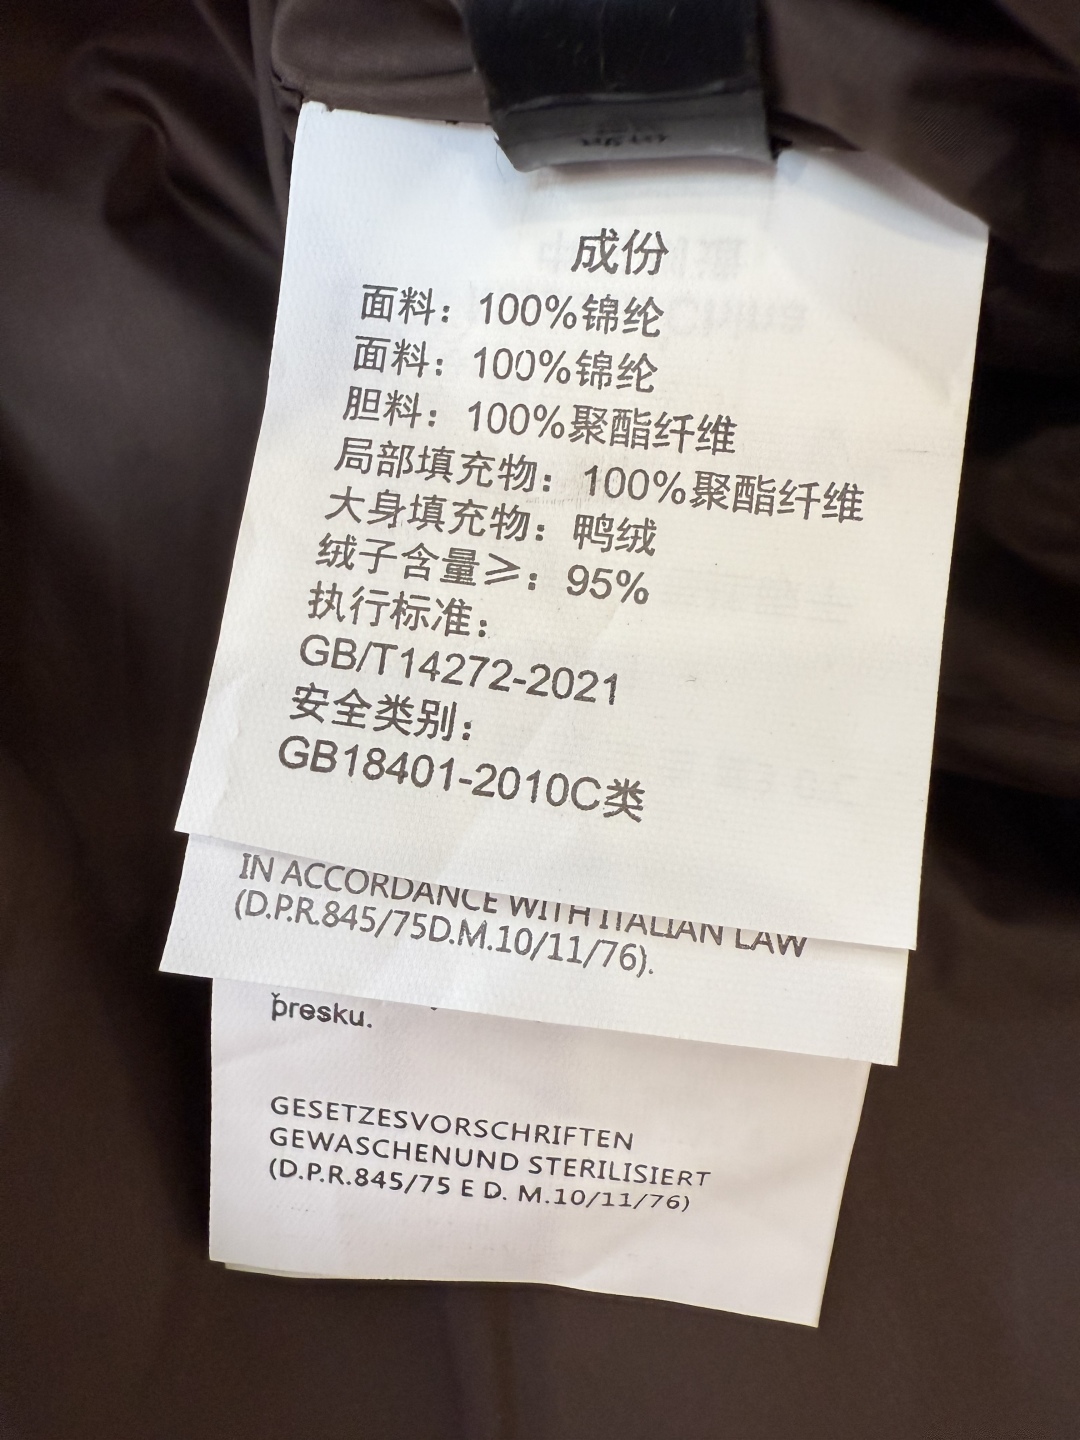 成份
面料：100%锦纶
面料：100%锦纶
胆料：100%聚酯纤维
局部填充物：100%聚酯纤维
大身填充物：鸭绒
绒子含量≥：95%
执行标准：
GB/T14272-2021
安全类别：
GB18401-2010C类
IN ACCORDANCE WITH ITALIAN LAW
(D.P.R.845/75D.M.10/11/76).
presku.
GESETZESVORSCHRIFTEN
GEWASCHENUND STERILISIERT
(D.P.R.845/75 E D. M.10/11/76)